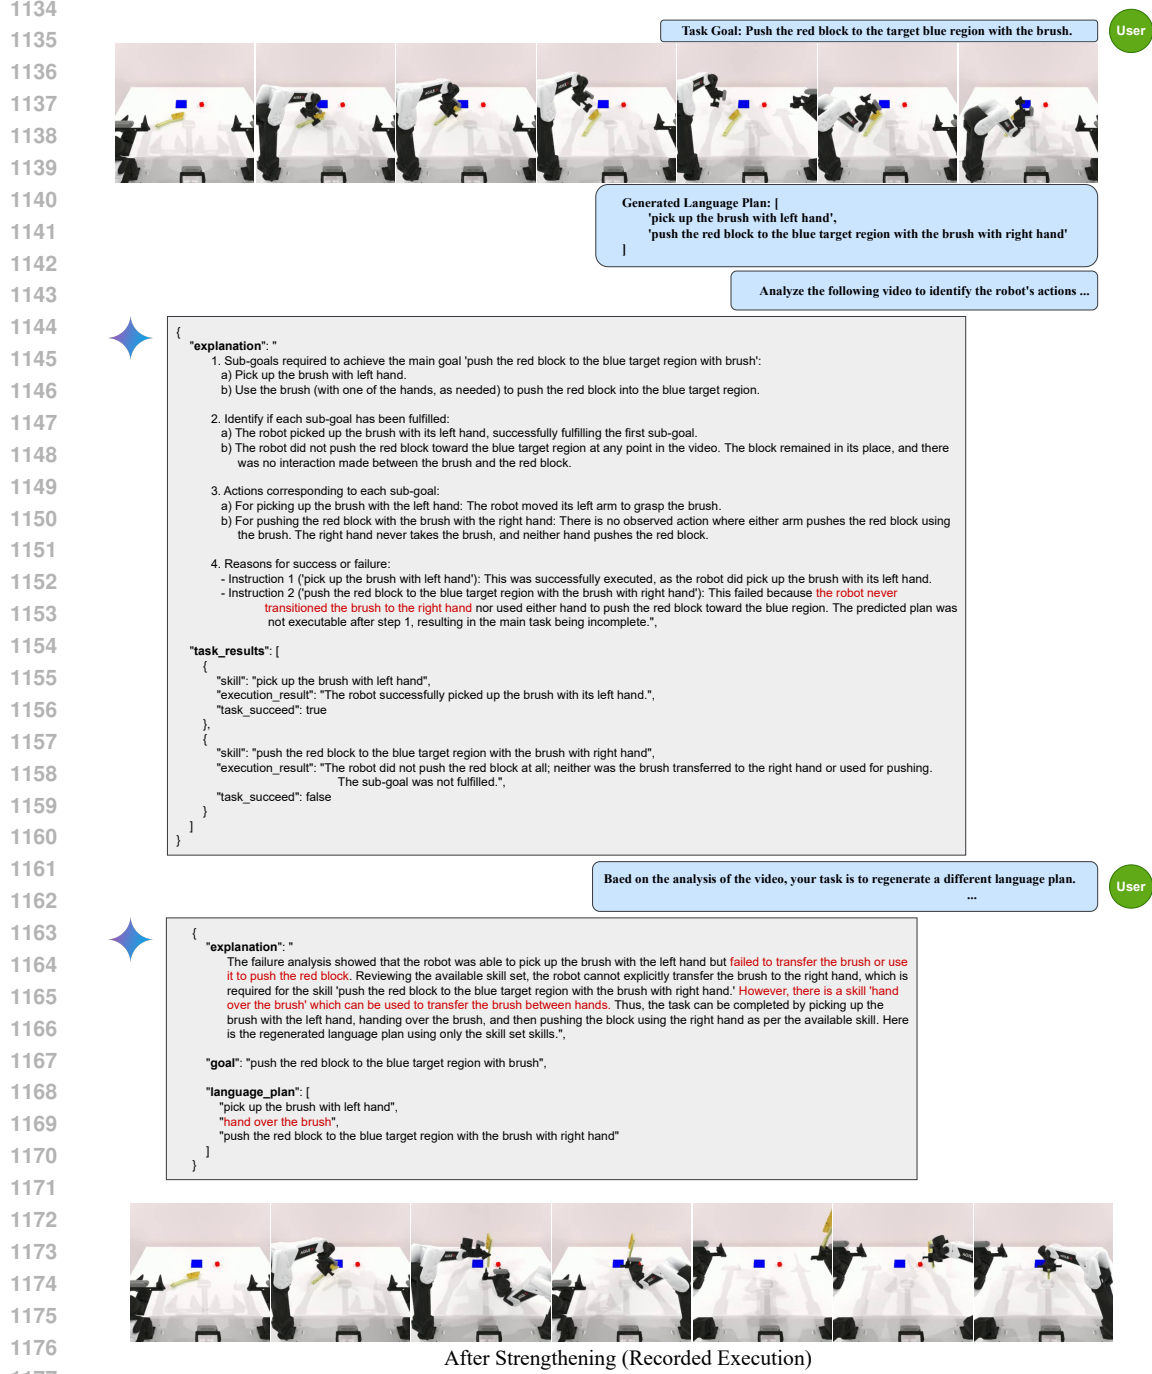 1134
Task Goal: Push the red block to the target blue region with the brush.
User
1135
1136
1137
1138
1139
1140
Generated Language Plan: [
1141
'pick up the brush with left hand',
'push the red block to the blue target region with the brush with right hand'
1142
]
1143
Analyze the following video to identify the robot's actions ...
1144
{
"explanation": "
1145
1. Sub-goals required to achieve the main goal 'push the red block to the blue target region with brush':
a) Pick up the brush with left hand.
1146
b) Use the brush (with one of the hands, as needed) to push the red block into the blue target region.
1147
2. Identify if each sub-goal has been fulfilled:
a) The robot picked up the brush with its left hand, successfully fulfilling the first sub-goal.
1148
b) The robot did not push the red block toward the blue target region at any point in the video. The block remained in its place, and there
was no interaction made between the brush and the red block.
1149
3. Actions corresponding to each sub-goal:
1150
a) For picking up the brush with the left hand: The robot moved its left arm to grasp the brush.
b) For pushing the red block with the brush with the right hand: There is no observed action where either arm pushes the red block using
1151
the brush. The right hand never takes the brush, and neither hand pushes the red block.
4. Reasons for success or failure:
1152
- Instruction 1 ('pick up the brush with left hand'): This was successfully executed, as the robot did pick up the brush with its left hand.
- Instruction 2 ('push the red block to the blue target region with the brush with right hand'): This failed because the robot never
1153
transitioned the brush to the right hand nor used either hand to push the red block toward the blue region. The predicted plan was
not executable after step 1, resulting in the main task being incomplete.",
1154
"task_results": [
{
1155
"skill": "pick up the brush with left hand",
"execution_result": "The robot successfully picked up the brush with its left hand.",
1156
"task_succeed": true
},
1157
{
"skill": "push the red block to the blue target region with the brush with right hand",
1158
"execution_result": "The robot did not push the red block at all; neither was the brush transferred to the right hand or used for pushing.
The sub-goal was not fulfilled.",
1159
"task_succeed": false
}
]
1160
}
1161
Baed on the analysis of the video, your task is to regenerate a different language plan.
User
1162
...
1163
{
"explanation": "
1164
The failure analysis showed that the robot was able to pick up the brush with the left hand but failed to transfer the brush or use
it to push the red block. Reviewing the available skill set, the robot cannot explicitly transfer the brush to the right hand, which is
1165
required for the skill 'push the red block to the blue target region with the brush with right hand.' However, there is a skill 'hand
over the brush' which can be used to transfer the brush between hands. Thus, the task can be completed by picking up the
1166
brush with the left hand, handing over the brush, and then pushing the block using the right hand as per the available skill. Here
is the regenerated language plan using only the skill set skills.",
1167
"goal": "push the red block to the blue target region with brush",
1168
"language_plan": [
"pick up the brush with left hand",
1169
"hand over the brush",
"push the red block to the blue target region with the brush with right hand"
1170
]
}
1171
1172
1173
1174
1175
1176
After Strengthening (Recorded Execution)